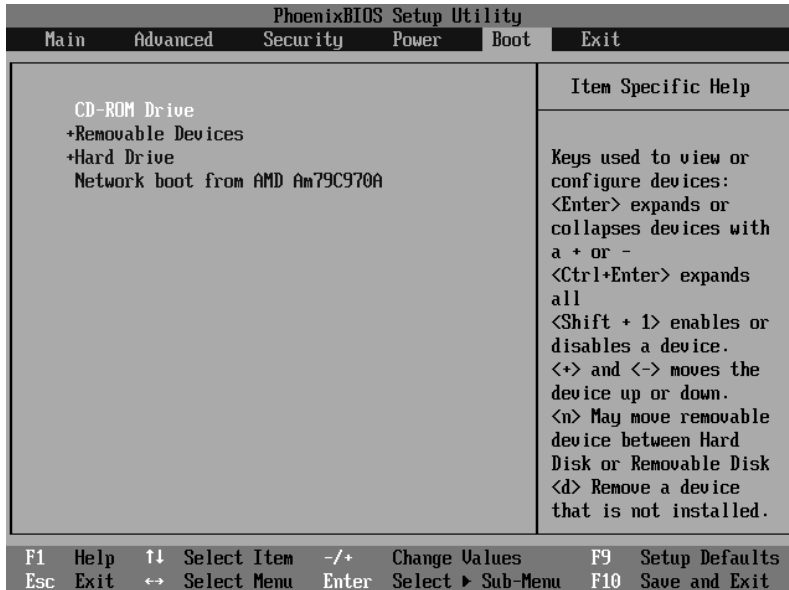 PhoenixBIOS Setup Utility
Main Advanced Security Power Boot Exit
CD-ROM Drive
+Removable Devices
+Hard Drive
Network boot from AMD Am79C970A
Item Specific Help
Keys used to view or
configure devices:
<Enter> expands or
collapses devices with
a + or -
<Ctrl+Enter> expands
all
<Shift + 1> enables or
disables a device.
<+> and <-> moves the
device up or down.
<n> May move removable
device between Hard
Disk or Removable Disk
<d> Remove a device
that is not installed.
F1 Help ↑↓ Select Item -/+ Change Values F9 Setup Defaults
Esc Exit ↔ Select Menu Enter Select ▶ Sub-Menu F10 Save and Exit